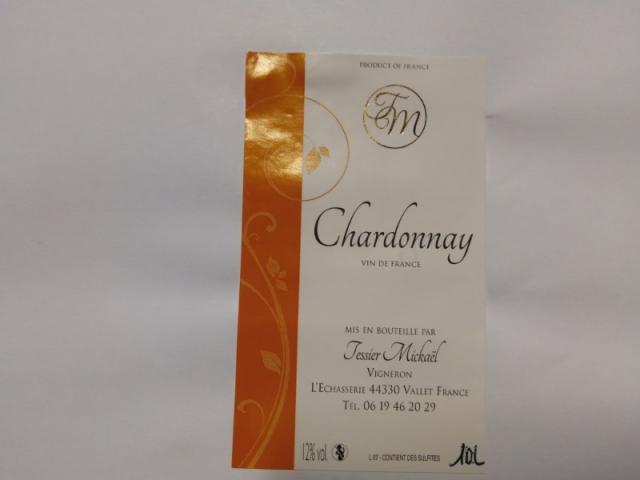 PRODUCT OF FRANCE
TM
Chardonnay
VIN DE FRANCE
MIS EN BOUTEILLE PAR
Tessier Mickaël
VIGNERON
L'ECHASSERIE 44330 VALLET FRANCE
TÉL. 06 19 46 20 29
12% vol.
CONTIENT DES SULFITES
10L